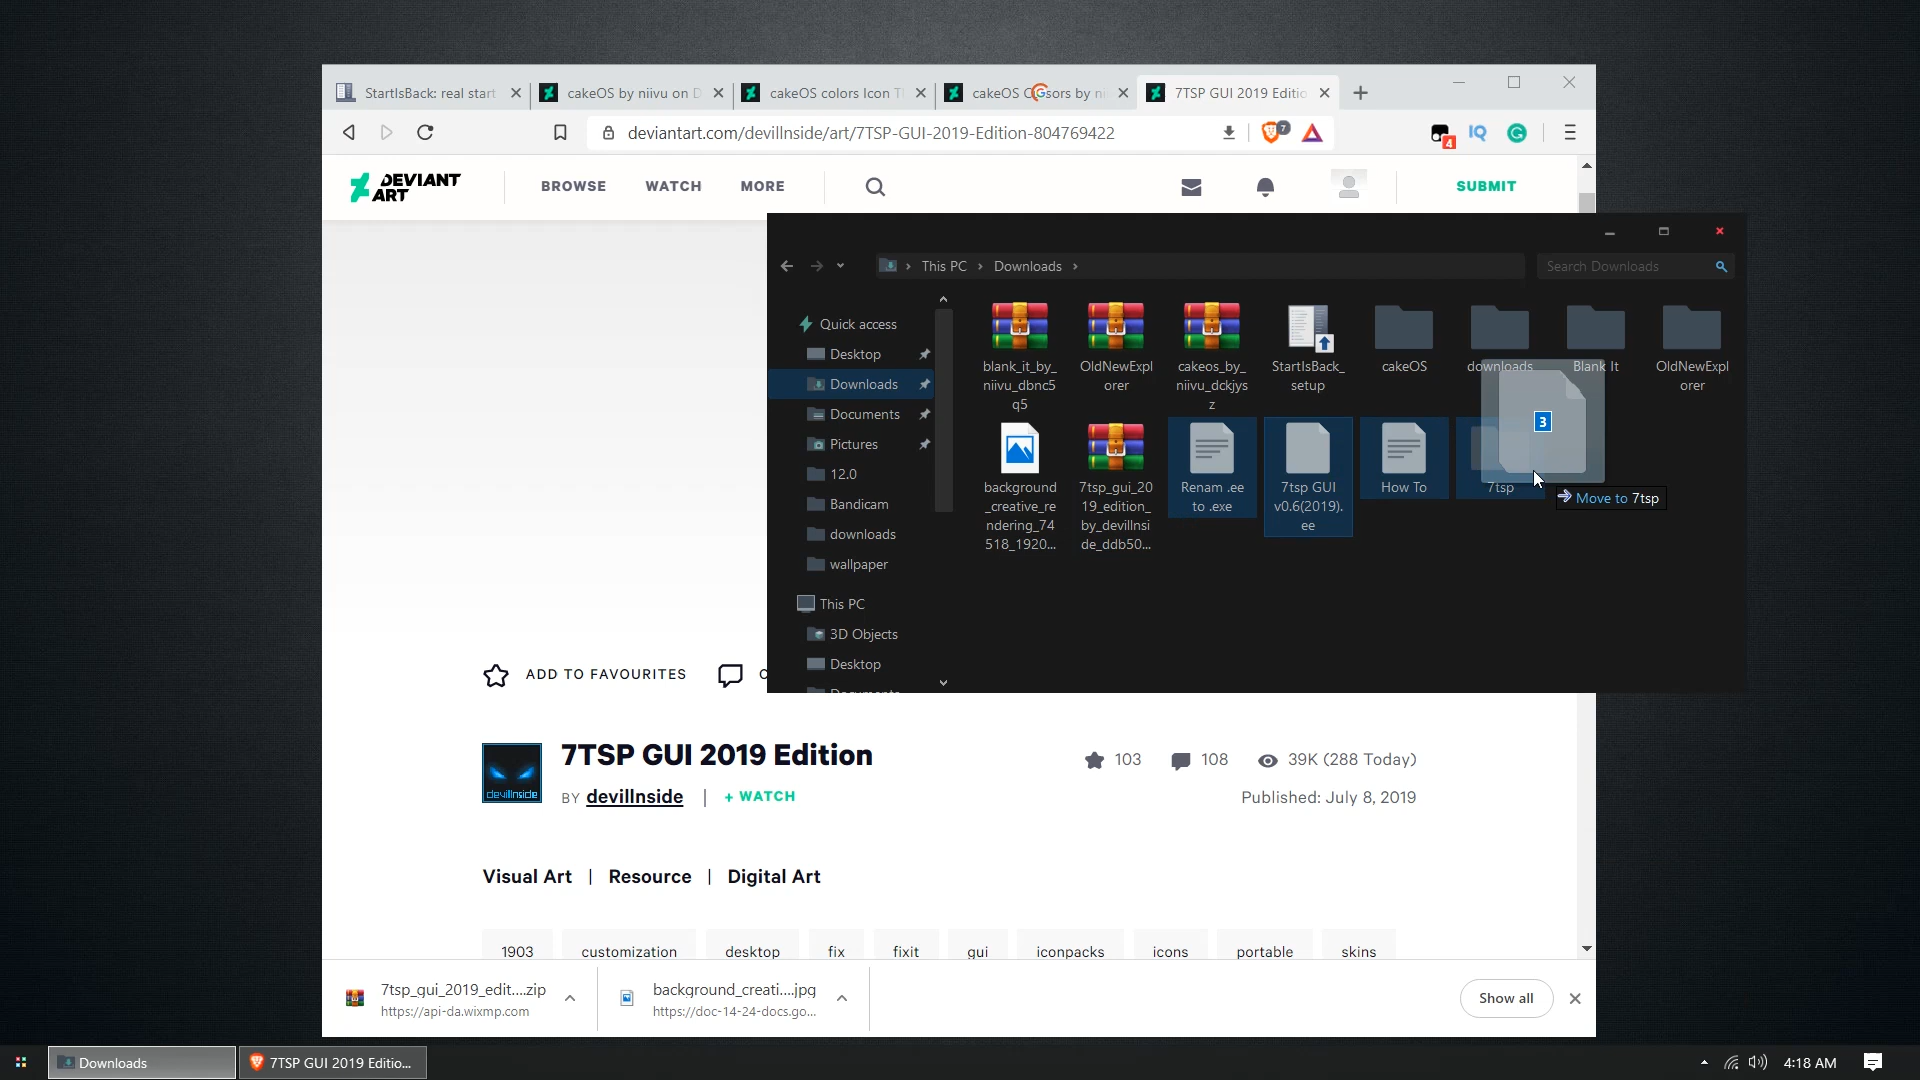 StartIsBack: real start
cakeOS by niivu on D
cakeOS colors Icon T
cakeOS C sors by ni
7TSP GUI 2019 Editio
deviantart.com/devillnside/art/7TSP-GUI-2019-Edition-804769422
7
4
IQ
DEVIANT
ART
BROWSE
WATCH
MORE
SUBMIT
This PC
Downloads
Search Downloads
Quick access
Desktop
Downloads
Documents
Pictures
12.0
Bandicam
downloads
wallpaper
This PC
3D Objects
Desktop
blank_it_by_
niivu_dbnc5
q5
OldNewExpl
orer
cakeos_by_
niivu_dckjys
z
StartIsBack_
setup
cakeOS
downloads
Blank It
OldNewExpl
orer
background
_creative_re
ndering_74
518_1920...
7tsp_gui_20
19_edition_
by_devillnsi
de_ddb50...
Renam .ee
to .exe
7tsp GUI
v0.6(2019).
ee
How To
7tsp
3
Move to 7tsp
ADD TO FAVOURITES
7TSP GUI 2019 Edition
devillnside
BY devillnside | + WATCH
103
108
39K (288 Today)
Published: July 8, 2019
Visual Art | Resource | Digital Art
1903
customization
desktop
fix
fixit
gui
iconpacks
icons
portable
skins
7tsp_gui_2019_edit....zip
https://api-da.wixmp.com
background_creati....jpg
https://doc-14-24-docs.go...
Show all
Downloads
7TSP GUI 2019 Editio...
4:18 AM